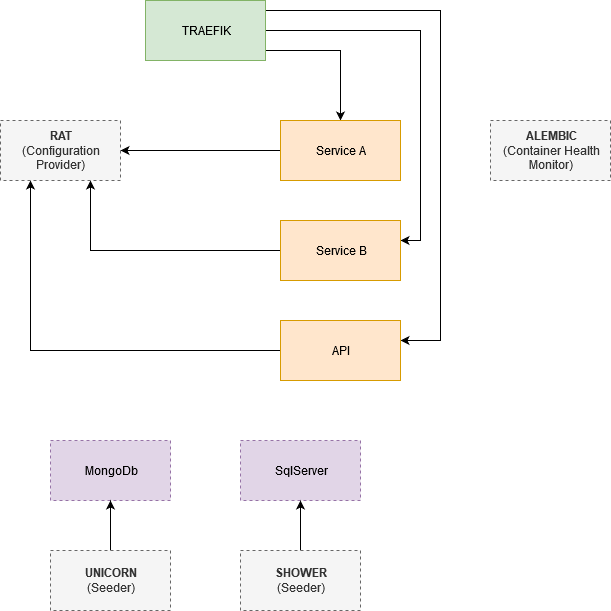 TRAEFIK
RAT
(Configuration
Provider)
Service A
ALEMBIC
(Container Health
Monitor)
Service B
API
MongoDb
SqlServer
UNICORN
(Seeder)
SHOWER
(Seeder)